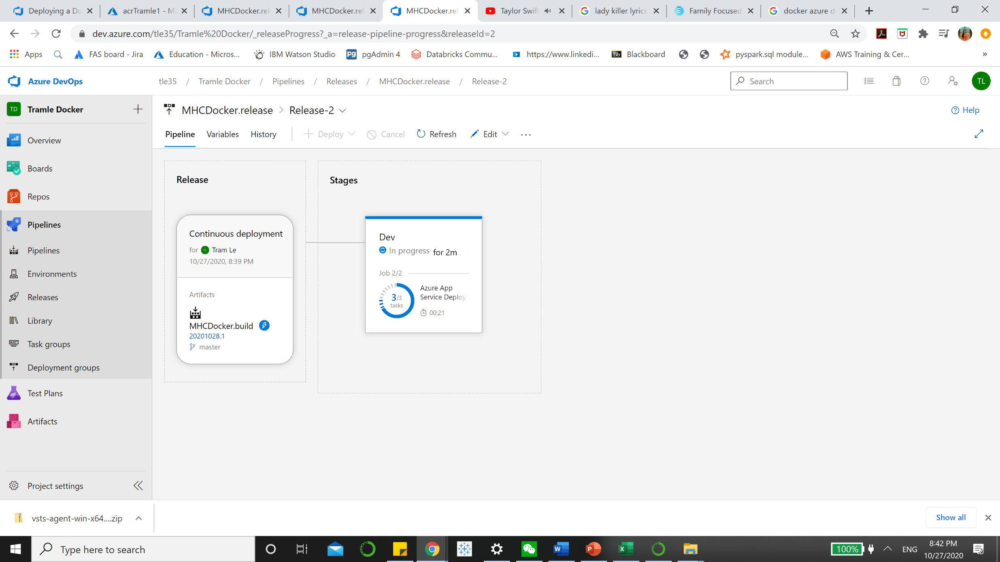 Deploying a Do
acrTramle1 - Mi
MHCDocker.rel
MHCDocker.rel
MHCDocker.rel
Taylor Swift
lady killer lyrics
Family Focused
docker azure d
dev.azure.com/tle35/Tramle%20Docker/_releaseProgress?_a=release-pipeline-progress&releaseId=2
Apps
FAS board - Jira
Education - Micros...
IBM Watson Studio
pgAdmin 4
Databricks Commu...
https://www.linkedi...
Blackboard
pyspark.sql module...
AWS Training & Cer...
»
Azure DevOps
tle35 / Tramle Docker / Pipelines / Releases / MHCDocker.release / Release-2
Search
TL
TD Tramle Docker
Overview
Boards
Repos
Pipelines
Pipelines
Environments
Releases
Library
Task groups
Deployment groups
Test Plans
Artifacts
Project settings
MHCDocker.release > Release-2
Help
Pipeline Variables History
Deploy
Cancel
Refresh
Edit
...
Release
Continuous deployment
for TL Tram Le
10/27/2020, 8:39 PM
Artifacts
MHCDocker.build
20201028.1
master
Stages
Dev
In progress for 2m
Job 2/2
3/3
tasks
Azure App
Service Deploy
00:21
vsts-agent-win-x64....zip
Show all
Type here to search
100%
ENG
8:42 PM
10/27/2020